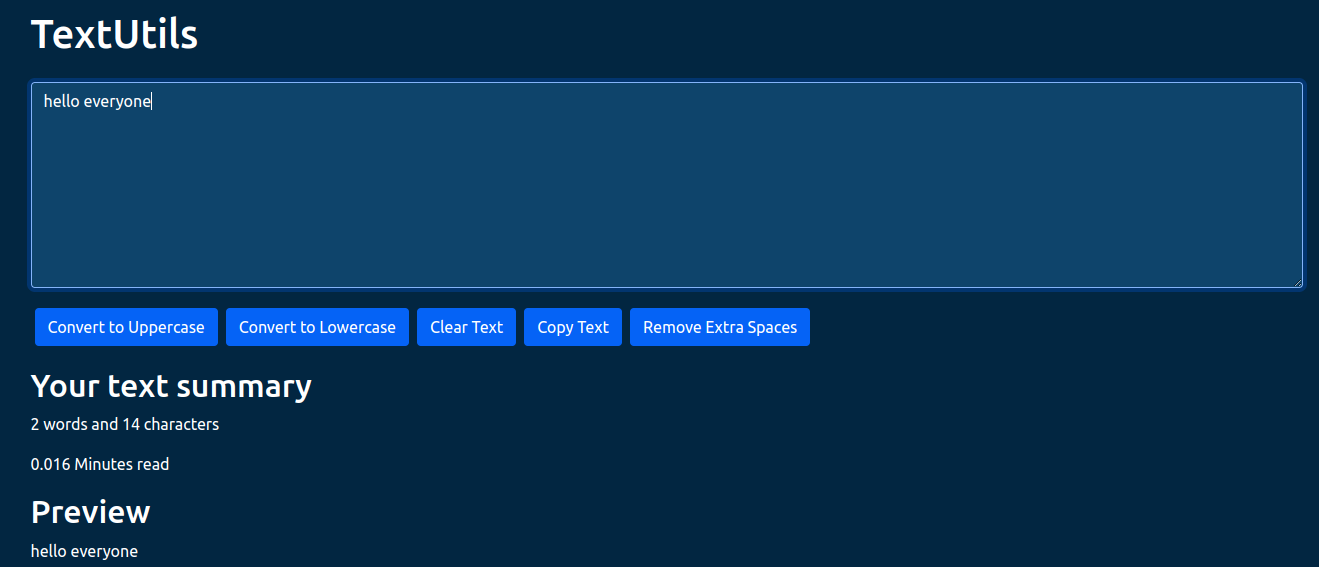 TextUtils
hello everyone
Convert to Uppercase Convert to Lowercase Clear Text Copy Text Remove Extra Spaces
Your text summary
2 words and 14 characters
0.016 Minutes read
Preview
hello everyone